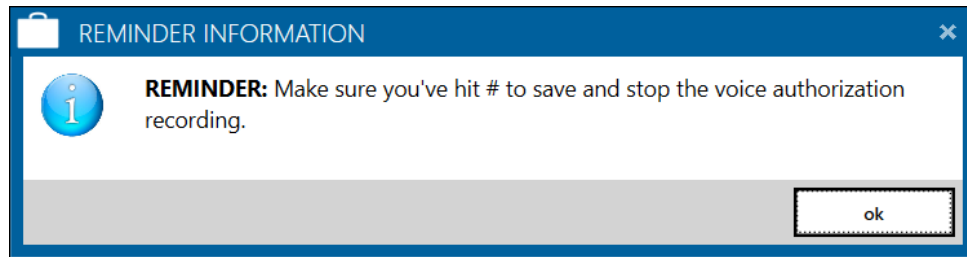 REMINDER INFORMATION
REMINDER: Make sure you've hit # to save and stop the voice authorization
recording.
ok